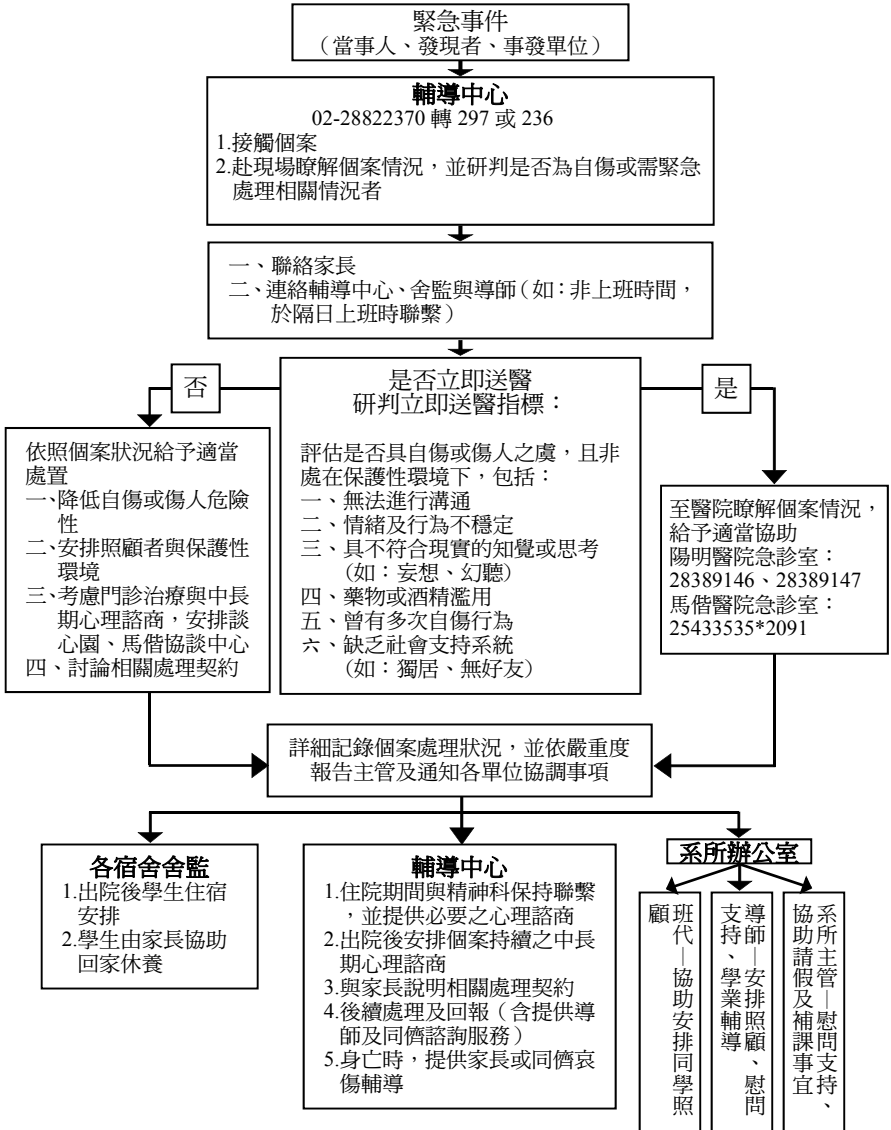 緊急事件
（當事人、發現者、事發單位）
輔導中心
02-28822370 轉 297 或 236
1.接觸個案
2.赴現場瞭解個案情況，並研判是否為自傷或需緊急
處理相關情況者
一、聯絡家長
二、連絡輔導中心、舍監與導師（如：非上班時間，
於隔日上班時聯繫）
否
是否立即送醫
研判立即送醫指標：
評估是否具自傷或傷人之虞，且非
處在保護性環境下，包括：
一、無法進行溝通
二、情緒及行為不穩定
三、具不符合現實的知覺或思考
(如：妄想、幻聽）
四、藥物或酒精濫用
五、曾有多次自傷行為
六、缺乏社會支持系統
(如：獨居、無好友）
是
依照個案狀況給予適當
處置
一、降低自傷或傷人危險
性
二、安排照顧者與保護性
環境
三、考慮門診治療與中長
期心理諮商，安排談
心園、馬偕協談中心
四、討論相關處理契約
至醫院瞭解個案情況，
給予適當協助
陽明醫院急診室：
28389146、28389147
馬偕醫院急診室：
25433535*2091
詳細記錄個案處理狀況，並依嚴重度
報告主管及通知各單位協調事項
各宿舍舍監
1.出院後學生住宿
安排
2.學生由家長協助
回家休養
輔導中心
1.住院期間與精神科保持聯繫
，並提供必要之心理諮商
2.出院後安排個案持續之中長
期心理諮商
3.與家長說明相關處理契約
4.後續處理及回報（含提供導
師及同儕諮詢服務）
5.身亡時，提供家長或同儕哀
傷輔導
系所辦公室
班代—協助安排同學照
顧
導師—安排照顧、慰問
支持、學業輔導
系所主管—慰問支持、
協助請假及補課事宜